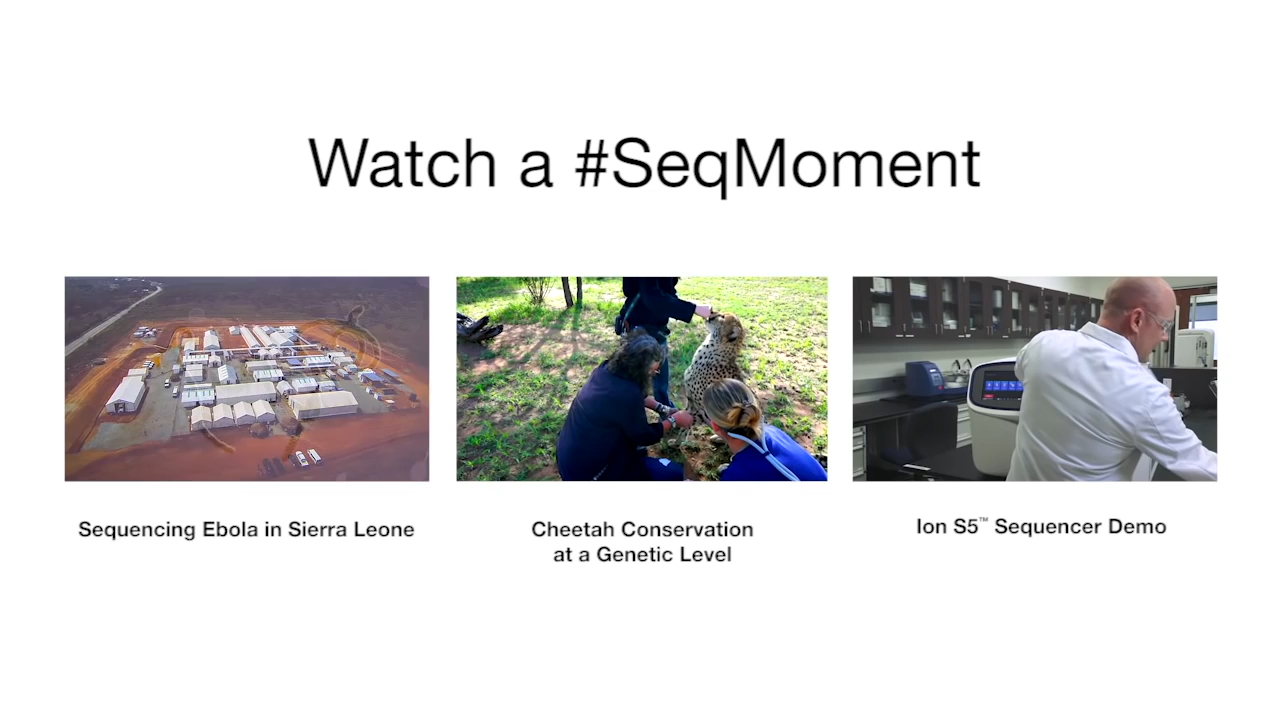 Watch a #SeqMoment
Sequencing Ebola in Sierra Leone
Cheetah Conservation
at a Genetic Level
Ion S5™ Sequencer Demo